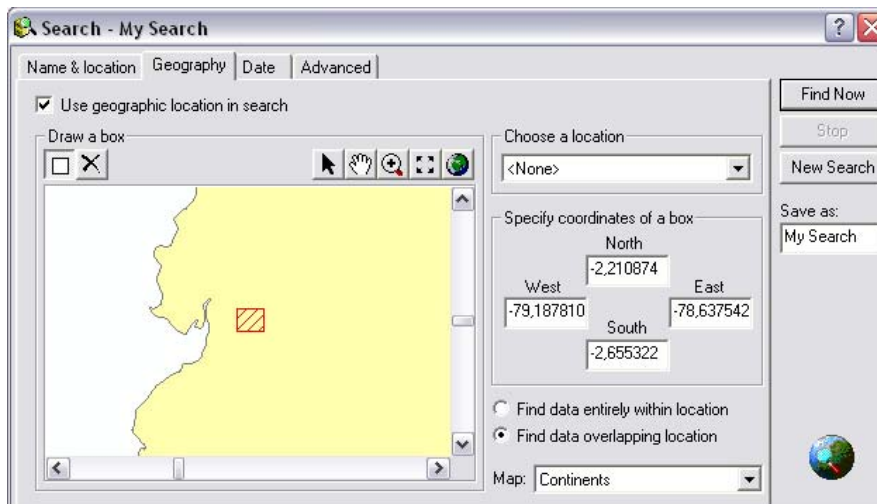 Search - My Search
Name & location Geography Date Advanced
Use geographic location in search
Draw a box
Choose a location
<None>
Specify coordinates of a box
North
-2,210874
West
-79,187810
East
-78,637542
South
-2,655322
Find data entirely within location
Find data overlapping location
Map: Continents
Find Now
Stop
New Search
Save as:
My Search